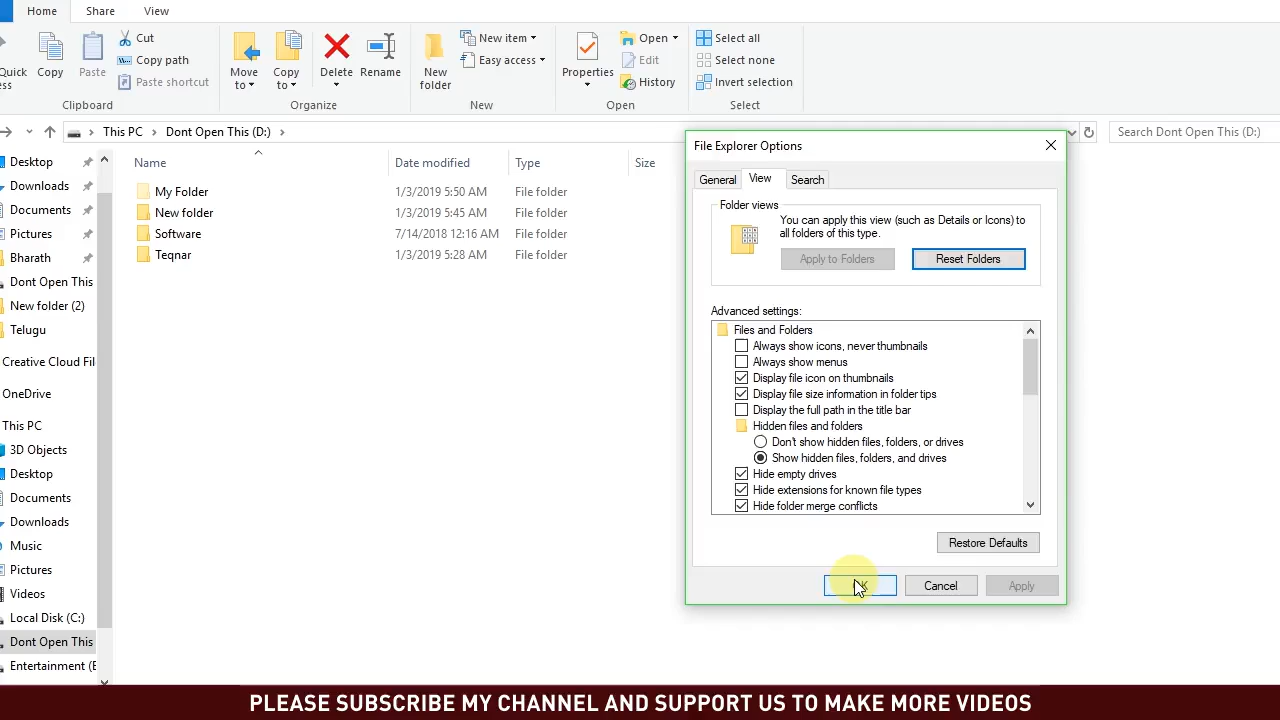 Home Share View
Quick
ess
Copy
Paste
Cut
Copy path
Paste shortcut
Clipboard
Move
to
Copy
to
Delete
Rename
Organize
New
folder
New item
Easy access
New
Properties
Open
Edit
History
Open
Select all
Select none
Invert selection
Select
This PC Dont Open This (D:)
Search Dont Open This (D:)
Desktop
Downloads
Documents
Pictures
Bharath
Dont Open This
New folder (2)
Telugu
Creative Cloud Fil
OneDrive
This PC
3D Objects
Desktop
Documents
Downloads
Music
Pictures
Videos
Local Disk (C:)
Dont Open This
Entertainment (E
Name Date modified Type Size
My Folder 1/3/2019 5:50 AM File folder
New folder 1/3/2019 5:45 AM File folder
Software 7/14/2018 12:16 AM File folder
Teqnar 1/3/2019 5:28 AM File folder
File Explorer Options
General View Search
Folder views
You can apply this view (such as Details or Icons) to
all folders of this type.
Apply to Folders Reset Folders
Advanced settings:
Files and Folders
Always show icons, never thumbnails
Always show menus
Display file icon on thumbnails
Display file size information in folder tips
Display the full path in the title bar
Hidden files and folders
Don't show hidden files, folders, or drives
Show hidden files, folders, and drives
Hide empty drives
Hide extensions for known file types
Hide folder merge conflicts
Restore Defaults
Cancel Apply
PLEASE SUBSCRIBE MY CHANNEL AND SUPPORT US TO MAKE MORE VIDEOS